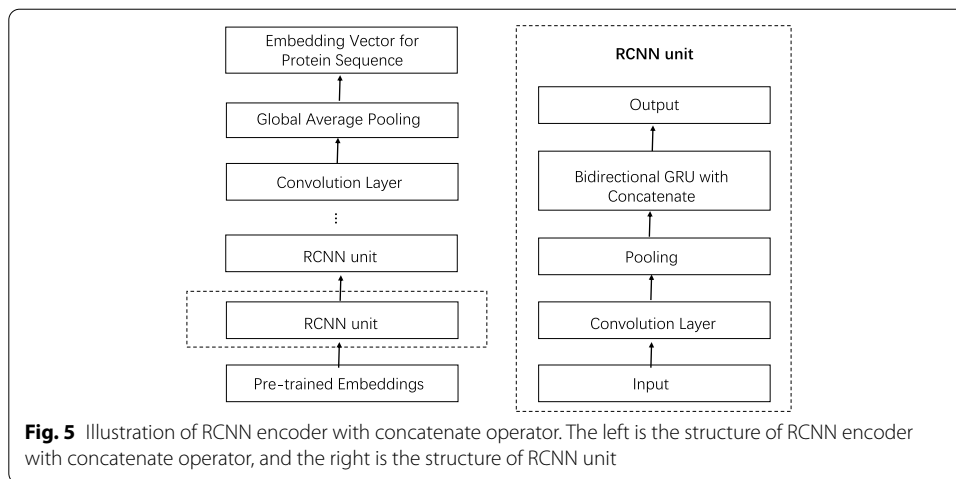 Embedding Vector for
Protein Sequence
Global Average Pooling
Convolution Layer
⋮
RCNN unit
RCNN unit
Pre-trained Embeddings
RCNN unit
Output
Bidirectional GRU with
Concatenate
Pooling
Convolution Layer
Input
Fig. 5 Illustration of RCNN encoder with concatenate operator. The left is the structure of RCNN encoder
with concatenate operator, and the right is the structure of RCNN unit